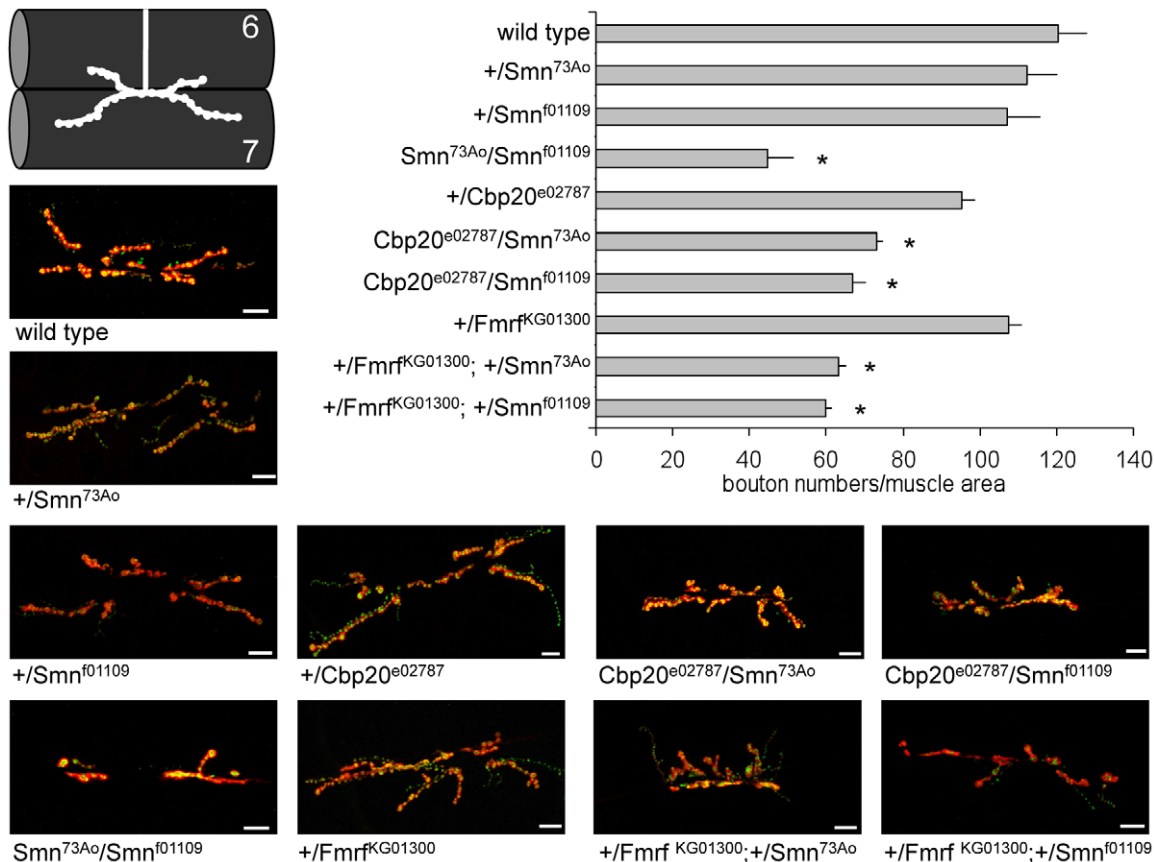 6
7
wild type
+/Smn⁷³ᴬᵒ
+/Smnᶠ⁰¹¹⁰⁹
Smn⁷³ᴬᵒ/Smnᶠ⁰¹¹⁰⁹
+/Cbp20ᵉ⁰²⁷⁸⁷
Cbp20ᵉ⁰²⁷⁸⁷/Smn⁷³ᴬᵒ
Cbp20ᵉ⁰²⁷⁸⁷/Smnᶠ⁰¹¹⁰⁹
+/Fmrfᴷᴳ⁰¹³⁰⁰
+/Fmrfᴷᴳ⁰¹³⁰⁰; +/Smn⁷³ᴬᵒ
+/Fmrfᴷᴳ⁰¹³⁰⁰; +/Smnᶠ⁰¹¹⁰⁹
*
*
*
*
*
0 20 40 60 80 100 120 140
bouton numbers/muscle area
wild type
+/Smn⁷³ᴬᵒ
+/Smnᶠ⁰¹¹⁰⁹
+/Cbp20ᵉ⁰²⁷⁸⁷
Cbp20ᵉ⁰²⁷⁸⁷/Smn⁷³ᴬᵒ
Cbp20ᵉ⁰²⁷⁸⁷/Smnᶠ⁰¹¹⁰⁹
Smn⁷³ᴬᵒ/Smnᶠ⁰¹¹⁰⁹
+/Fmrfᴷᴳ⁰¹³⁰⁰
+/Fmrf ᴷᴳ⁰¹³⁰⁰;+/Smn⁷³ᴬᵒ
+/Fmrf ᴷᴳ⁰¹³⁰⁰;+/Smnᶠ⁰¹¹⁰⁹